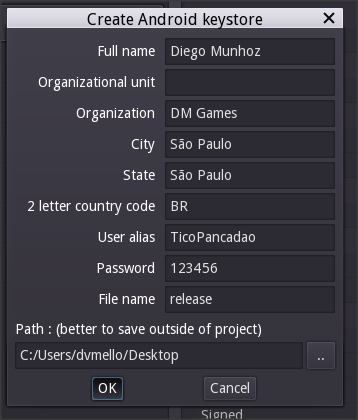 Create Android keystore
Full name Diego Munhoz
Organizational unit
Organization DM Games
City São Paulo
State São Paulo
2 letter country code BR
User alias TicoPancadao
Password 123456
File name release
Path : (better to save outside of project)
C:/Users/dvmello/Desktop ..
OK Cancel
Signed